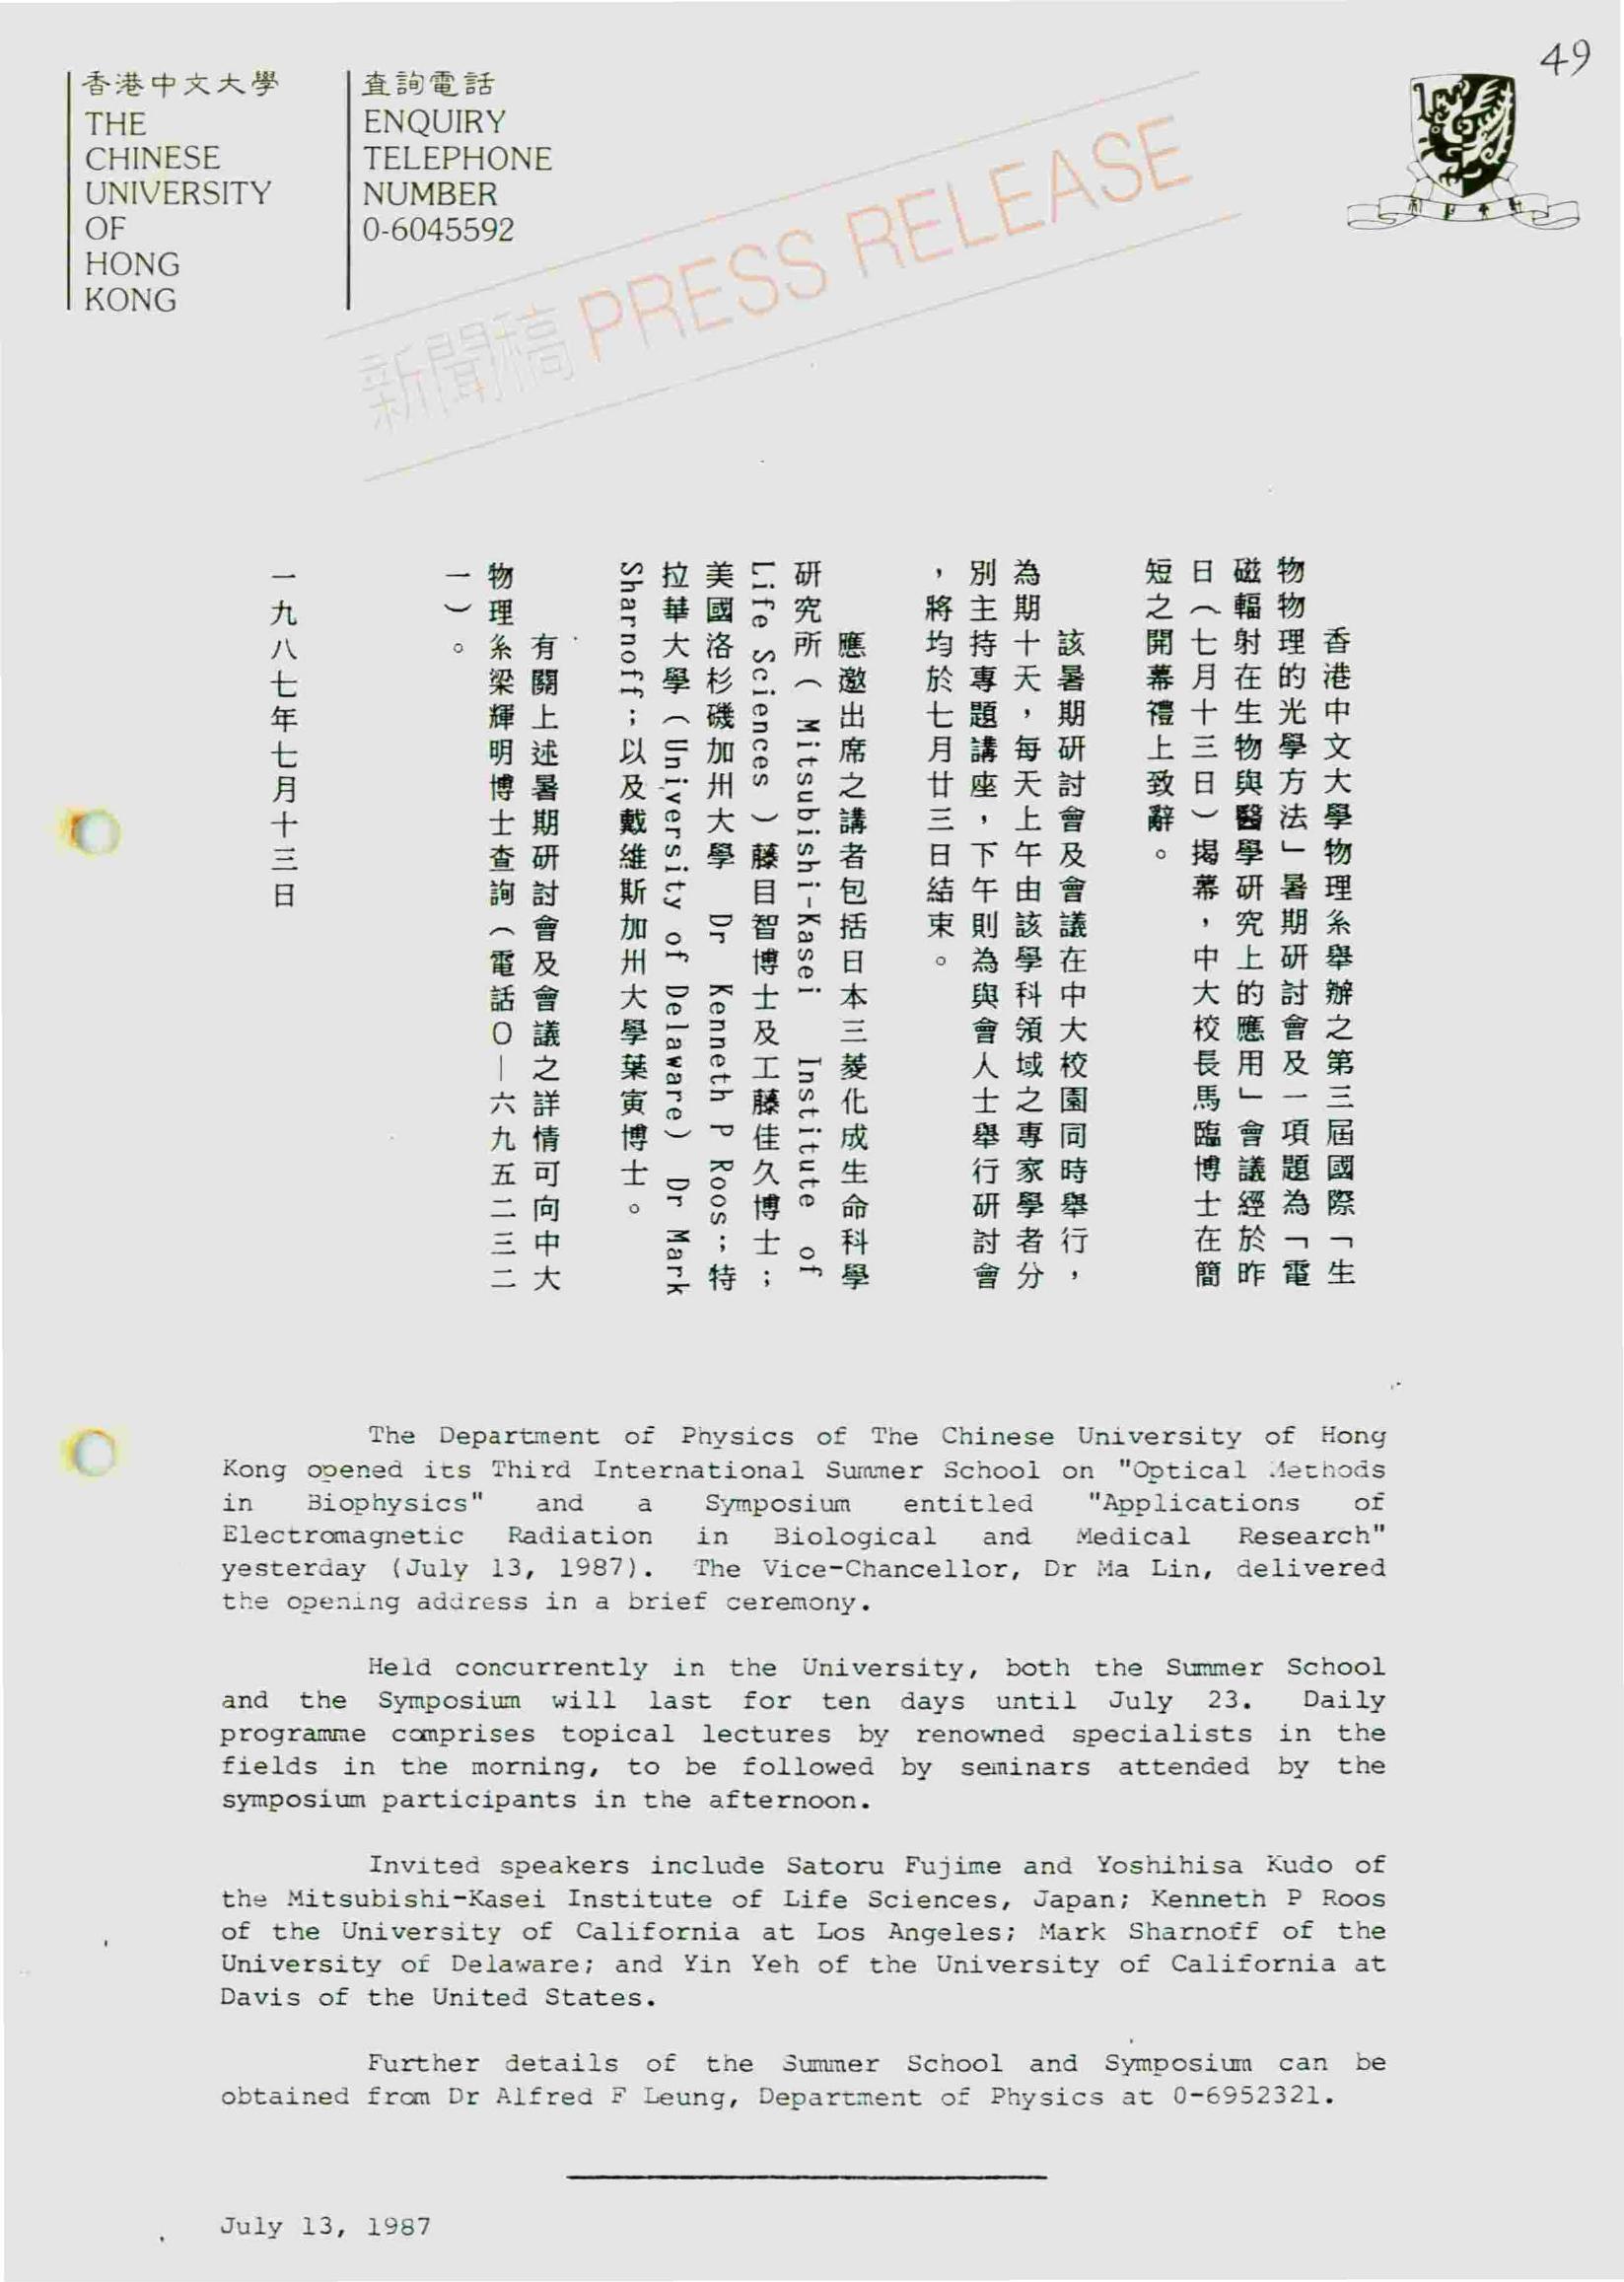 49
香港中文大學
THE
CHINESE
UNIVERSITY
OF
HONG
KONG
查詢電話
ENQUIRY
TELEPHONE
NUMBER
0-6045592
新聞稿 PRESS RELEASE
香港中文大學物理系舉辦之第三屆國際「生
物物理的光學方法」暑期研討會及一項題為「電
磁輻射在生物與醫學研究上的應用」會議經於昨
日(七月十三日)揭幕,中大校長馬臨博士在簡
短之開幕禮上致辭。
該暑期研討會及會議在中大校園同時舉行,
為期十天,每天上午由該學科領域之專家學者分
別主持專題講座,下午則為與會人士舉行研討會
,將均於七月廿三日結束。
應邀出席之講者包括日本三菱化成生命科學
研究所(Mitsubishi-Kasei Institute of
Life Sciences)藤目智博士及工藤佳久博士;
美國洛杉磯加州大學 Dr Kenneth P Roos;特
拉華大學(University of Delaware) Dr Mark
Sharnoff;以及戴維斯加州大學葉寅博士。
有關上述暑期研討會及會議之詳情可向中大
物理系梁輝明博士查詢(電話0—六九五二三二
一)。
一九八七年七月十三日
The Department of Physics of The Chinese University of Hong
Kong opened its Third International Summer School on "Optical Methods
in Biophysics" and a Symposium entitled "Applications of
Electromagnetic Radiation in Biological and Medical Research"
yesterday (July 13, 1987). The Vice-Chancellor, Dr Ma Lin, delivered
the opening address in a brief ceremony.
Held concurrently in the University, both the Summer School
and the Symposium will last for ten days until July 23. Daily
programme comprises topical lectures by renowned specialists in the
fields in the morning, to be followed by seminars attended by the
symposium participants in the afternoon.
Invited speakers include Satoru Fujime and Yoshihisa Kudo of
the Mitsubishi-Kasei Institute of Life Sciences, Japan; Kenneth P Roos
of the University of California at Los Angeles; Mark Sharnoff of the
University of Delaware; and Yin Yeh of the University of California at
Davis of the United States.
Further details of the Summer School and Symposium can be
obtained from Dr Alfred F Leung, Department of Physics at 0-6952321.
July 13, 1987